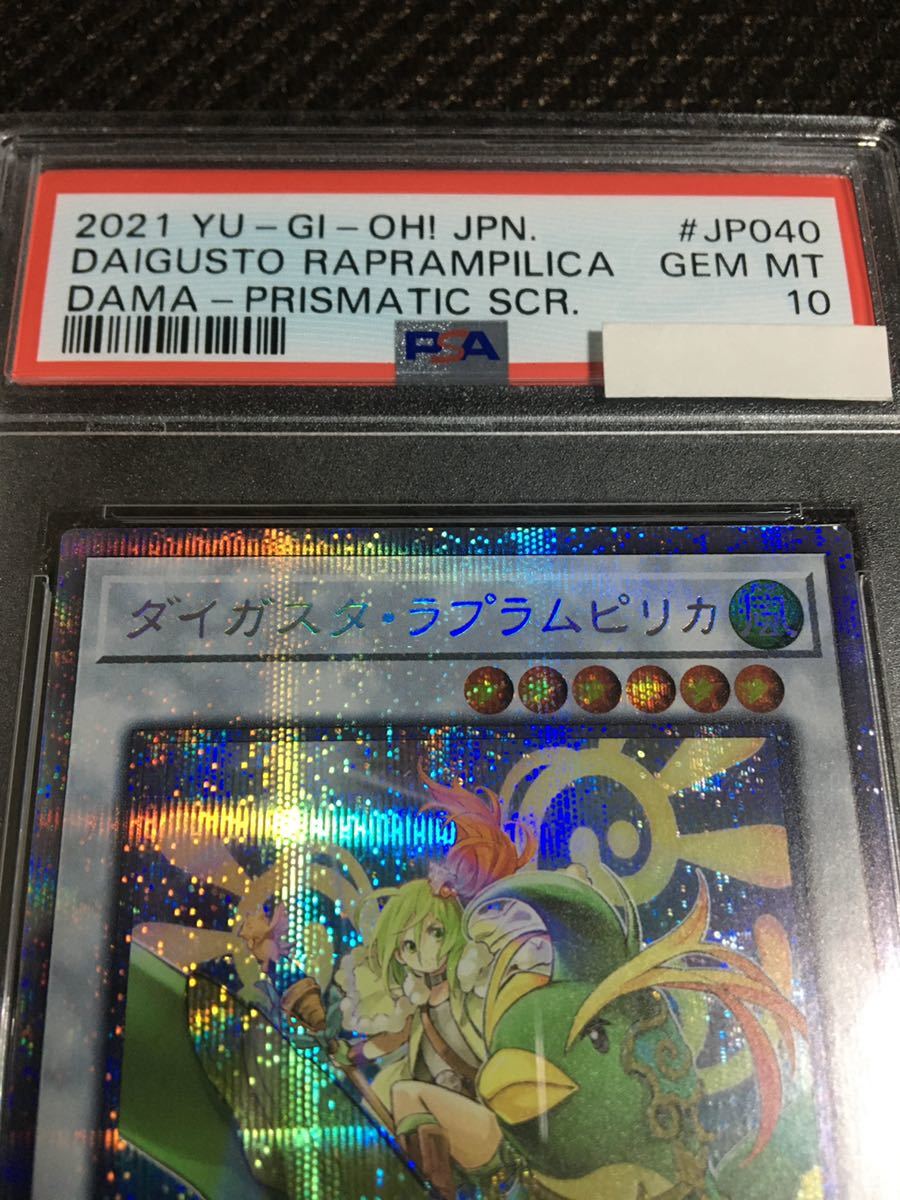 2021 YU-GI-OH! JPN. #JP040
DAIGUSTO RAPRAMPILICA GEM MT
DAMA-PRISMATIC SCR. 10
PSA
ダイガスタ・ラプラムピリカ 風